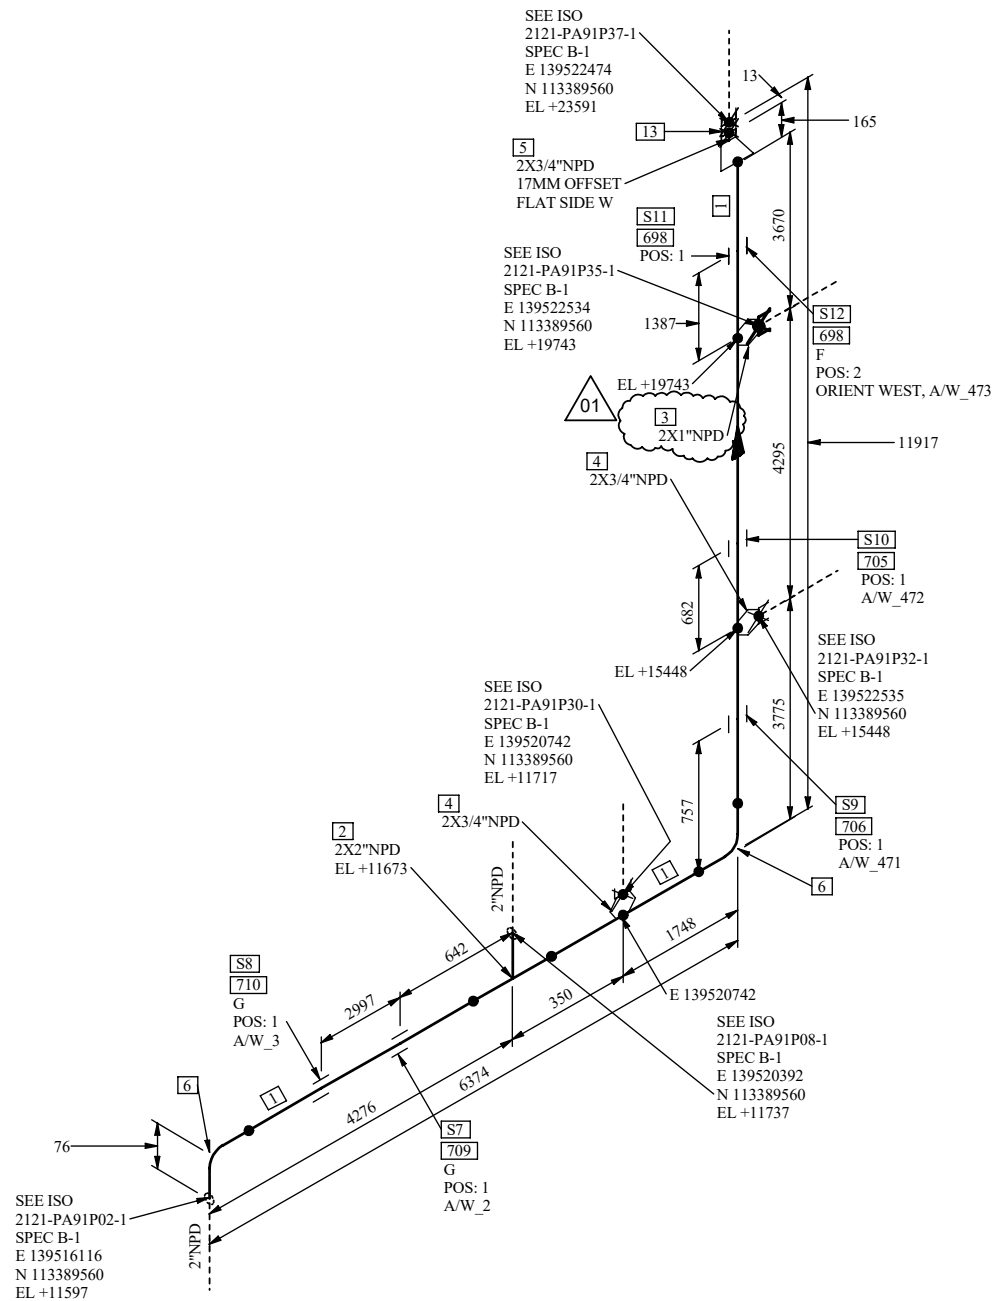 SEE ISO
2121-PA91P37-1
SPEC B-1
E 139522474
N 113389560
EL +23591
13
165
13
5
2X3/4"NPD
17MM OFFSET
FLAT SIDE W
1
3670
S11
698
POS: 1
SEE ISO
2121-PA91P35-1
SPEC B-1
E 139522534
N 113389560
EL +19743
1387
S12
698
F
POS: 2
ORIENT WEST, A/W_473
EL +19743
01
3
2X1"NPD
4295
11917
4
2X3/4"NPD
S10
705
POS: 1
A/W_472
682
EL +15448
SEE ISO
2121-PA91P32-1
SPEC B-1
E 139522535
N 113389560
EL +15448
3775
SEE ISO
2121-PA91P30-1
SPEC B-1
E 139520742
N 113389560
EL +11717
757
S9
706
POS: 1
A/W_471
4
2X3/4"NPD
2
2X2"NPD
EL +11673
2"NPD
1
6
1748
642
S8
710
G
POS: 1
A/W_3
2997
350
E 139520742
SEE ISO
2121-PA91P08-1
SPEC B-1
E 139520392
N 113389560
EL +11737
6374
4276
6
1
S7
709
G
POS: 1
A/W_2
76
SEE ISO
2121-PA91P02-1
SPEC B-1
E 139516116
N 113389560
EL +11597
2"NPD